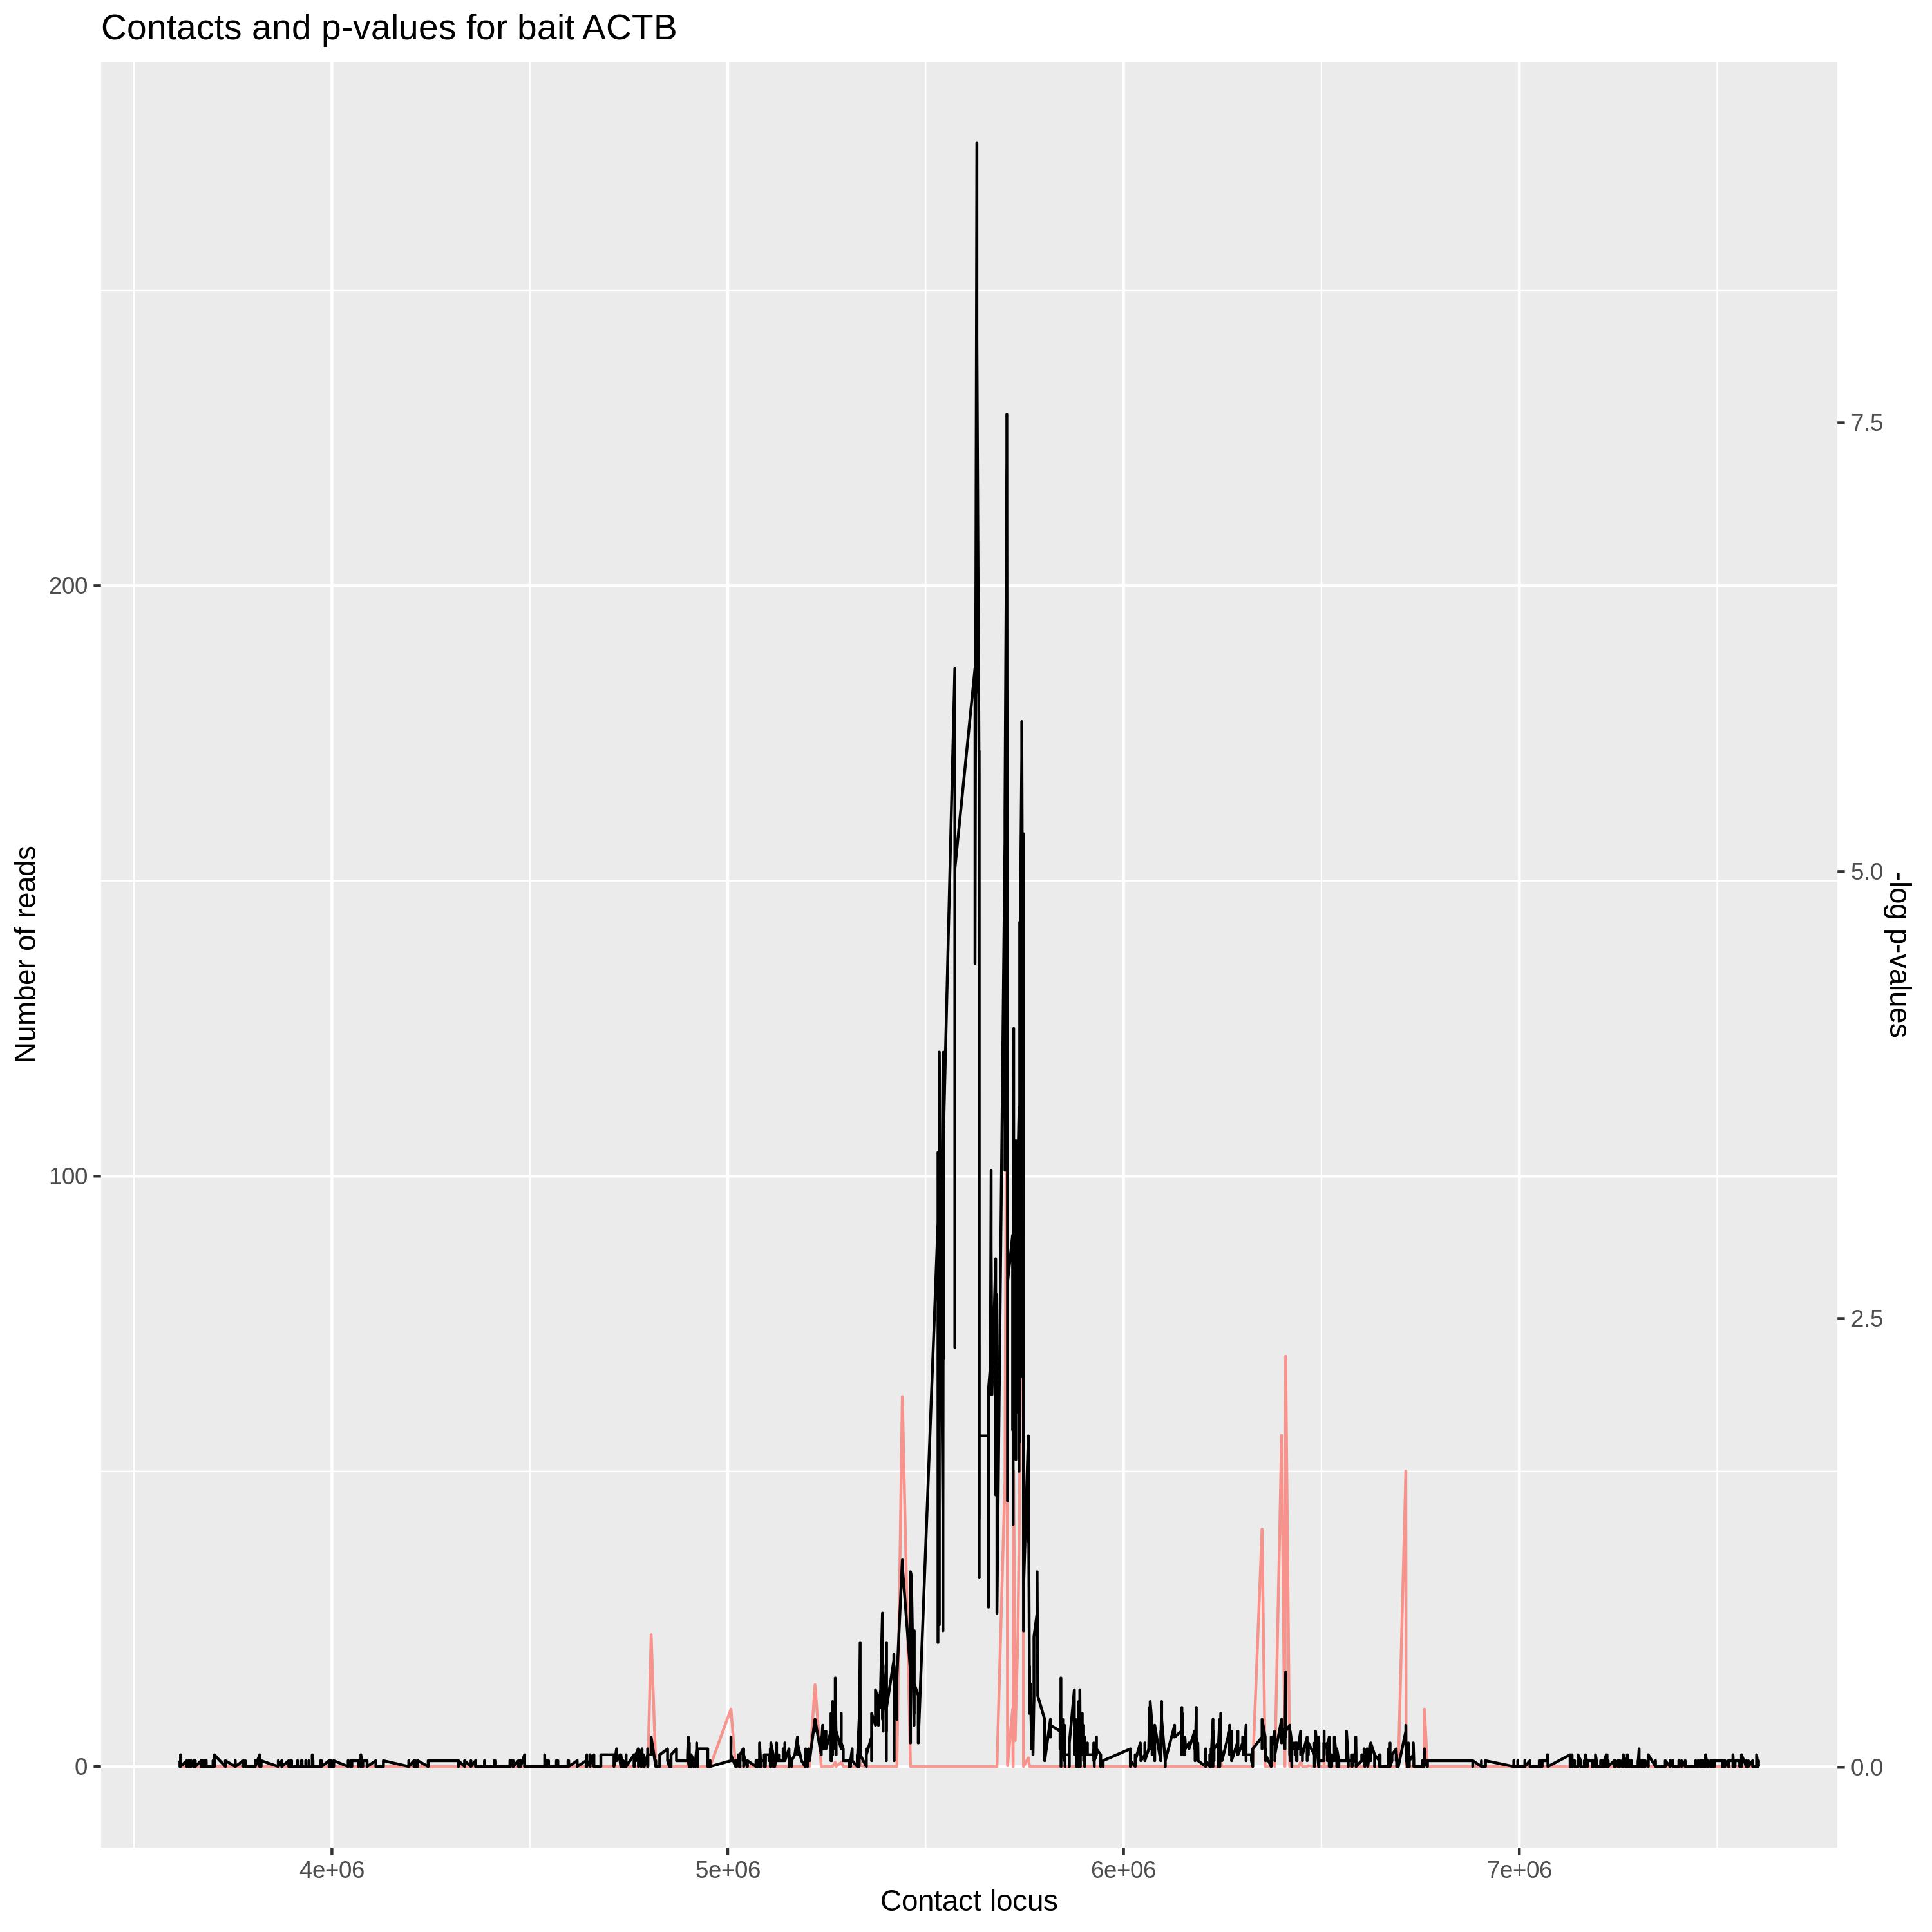 Contacts and p-values for bait ACTB
Number of reads
200
100
0
7.5
5.0
2.5
0.0
-log p-values
4e+06
5e+06
6e+06
7e+06
Contact locus